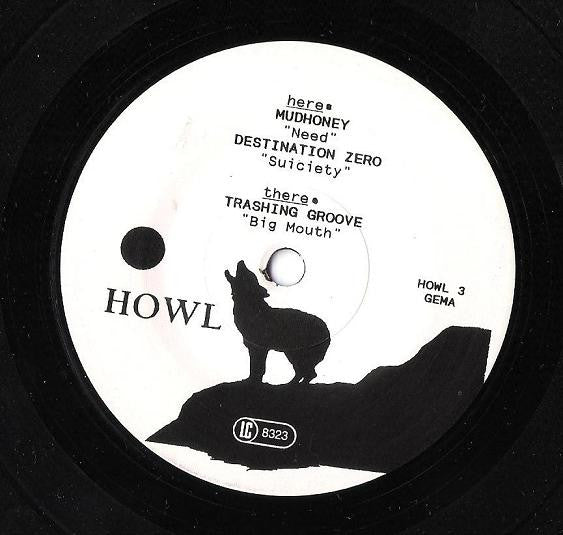 here•
MUDHONEY
"Need"
DESTINATION ZERO
"Suiciety"
there•
TRASHING GROOVE
"Big Mouth"
HOWL 3
GEMA
HOWL
LC 8323